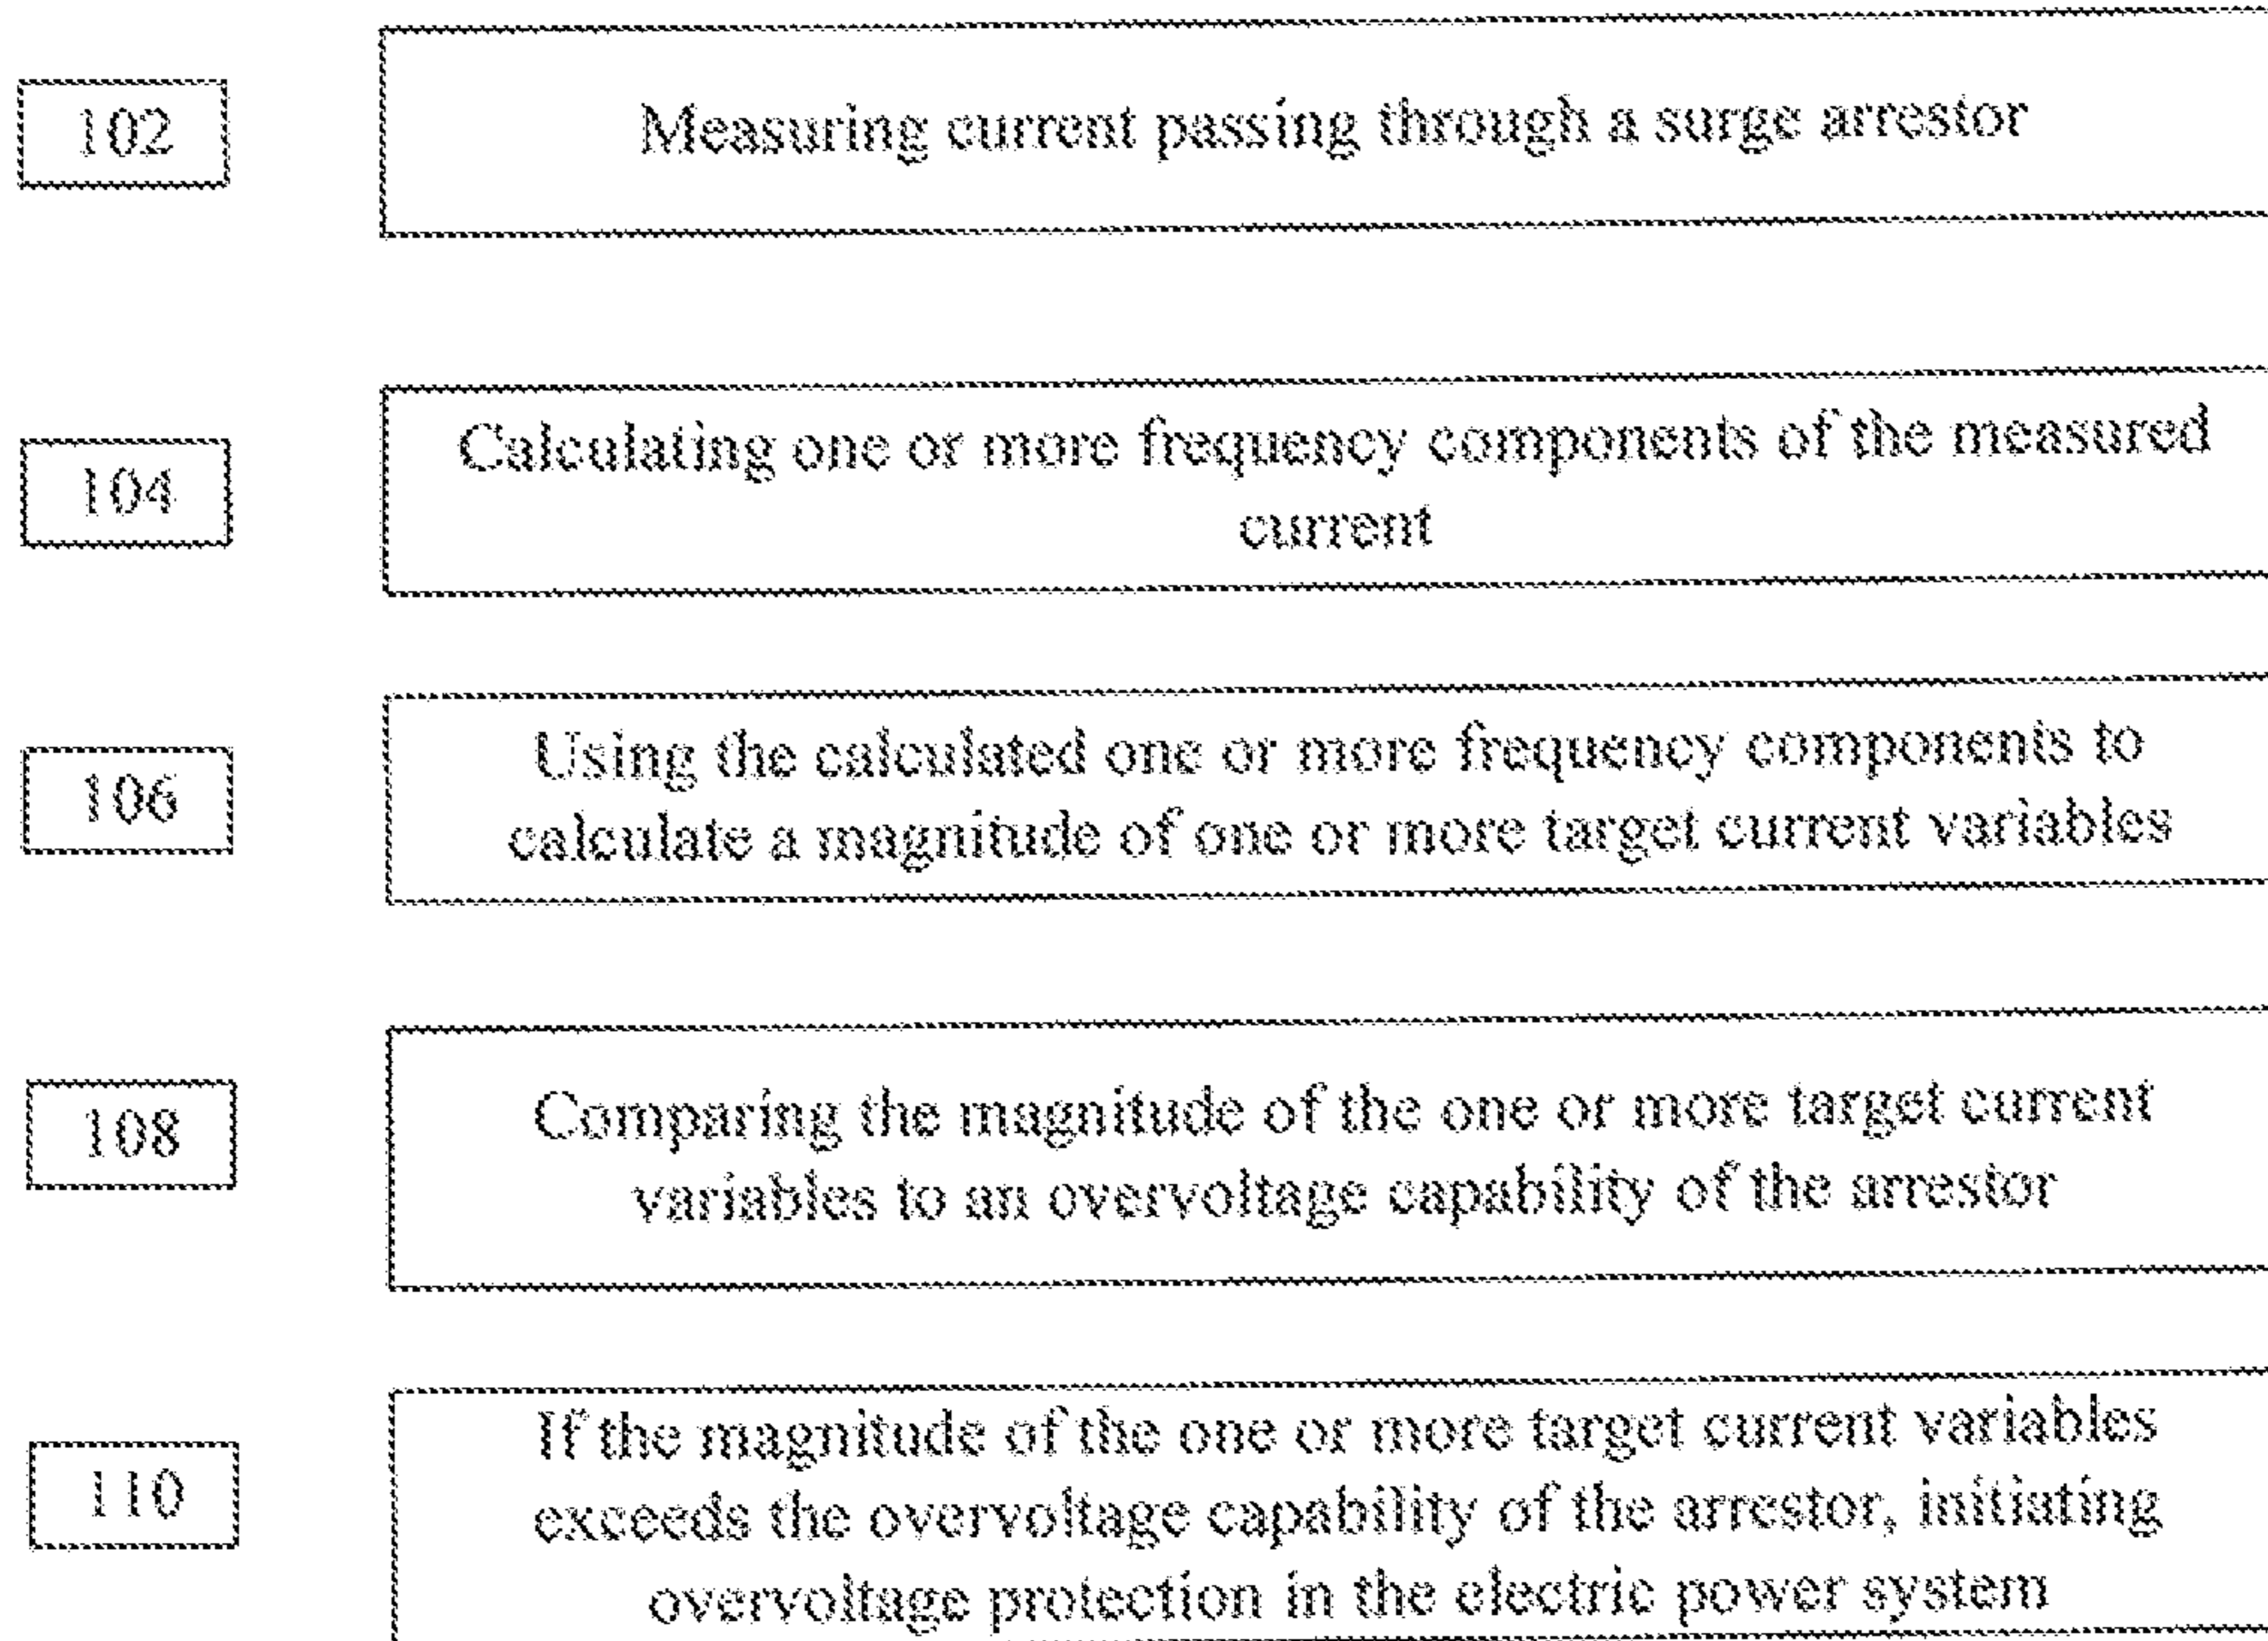 102
Measuring current passing through a surge arrestor
104
Calculating one or more frequency components of the measured
current
106
Using the calculated one or more frequency components to
calculate a magnitude of one or more target current variables
108
Comparing the magnitude of the one or more target current
variables to an overvoltage capability of the arrestor
110
If the magnitude of the one or more target current variables
exceeds the overvoltage capability of the arrestor, initiating
overvoltage protection in the electric power system